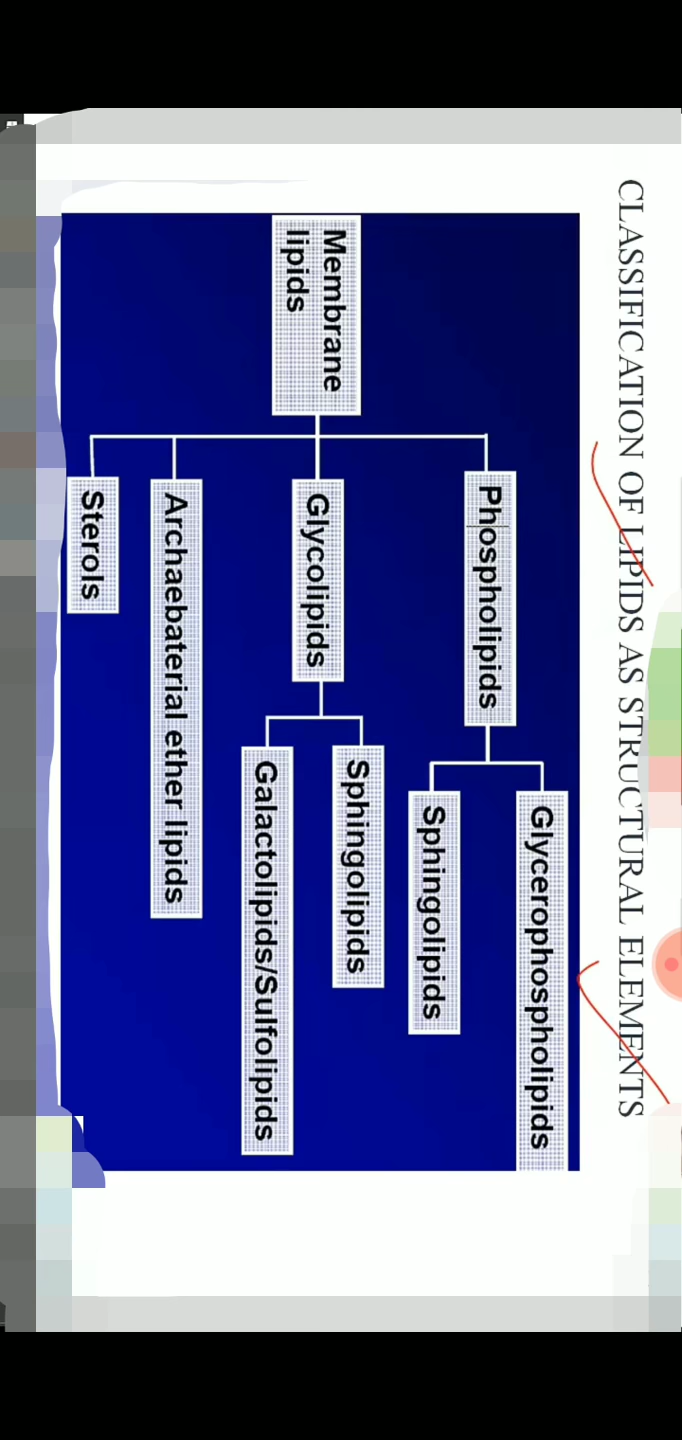 CLASSIFICATION OF LIPIDS AS STRUCTURAL ELEMENTS
Membrane
lipids
Phospholipids
Glycerophospholipids
Sphingolipids
Glycolipids
Sphingolipids
Galactolipids/Sulfolipids
Archaebaterial ether lipids
Sterols